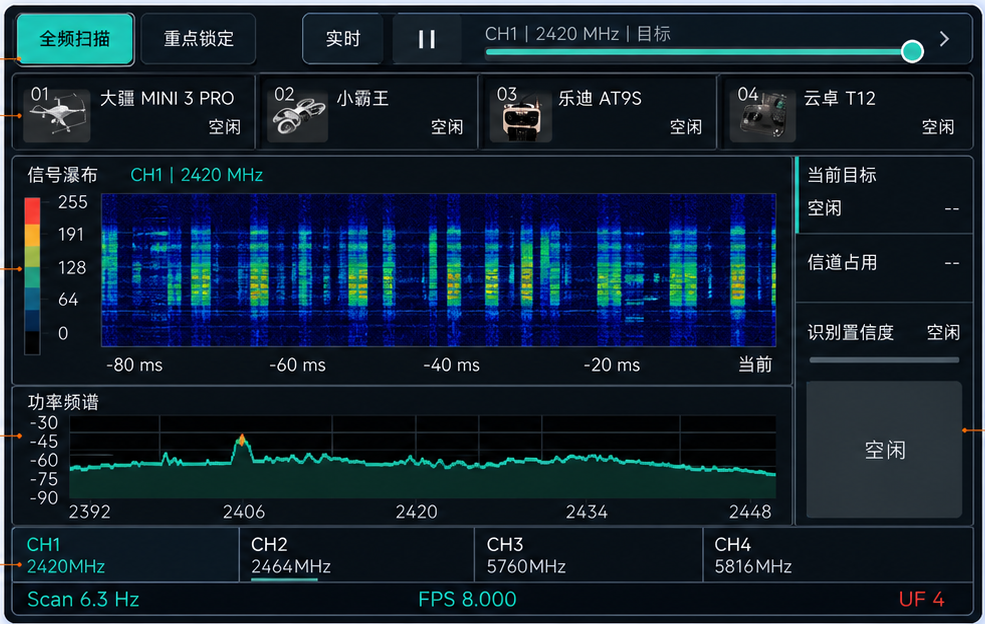 全频扫描
重点锁定
实时
CH1 | 2420 MHz | 目标
01
大疆 MINI 3 PRO
空闲
02
小霸王
空闲
03
乐迪 AT9S
空闲
04
云卓 T12
空闲
信号瀑布
CH1 | 2420 MHz
255
191
128
64
0
-80 ms
-60 ms
-40 ms
-20 ms
当前
当前目标
空闲
--
信道占用
--
识别置信度
空闲
空闲
功率频谱
-30
-45
-60
-75
-90
2392
2406
2420
2434
2448
CH1
2420MHz
CH2
2464MHz
CH3
5760MHz
CH4
5816MHz
Scan 6.3 Hz
FPS 8.000
UF 4